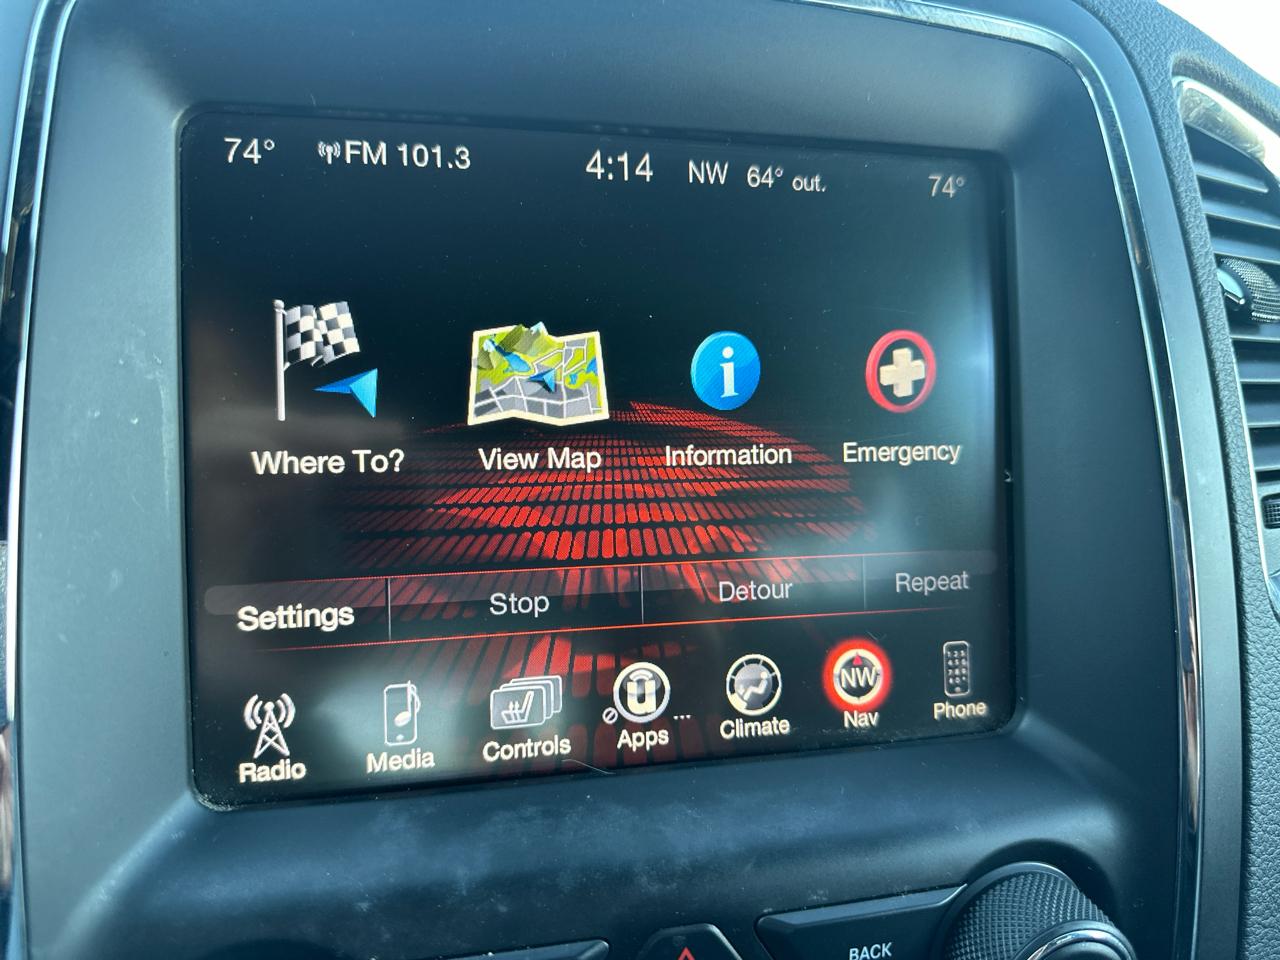 74° FM 101.3 4:14 NW 64° out. 74°
i
Where To? View Map Information Emergency
Settings Stop Detour Repeat
u NW
Radio Media Controls Apps ... Climate Nav Phone
BACK